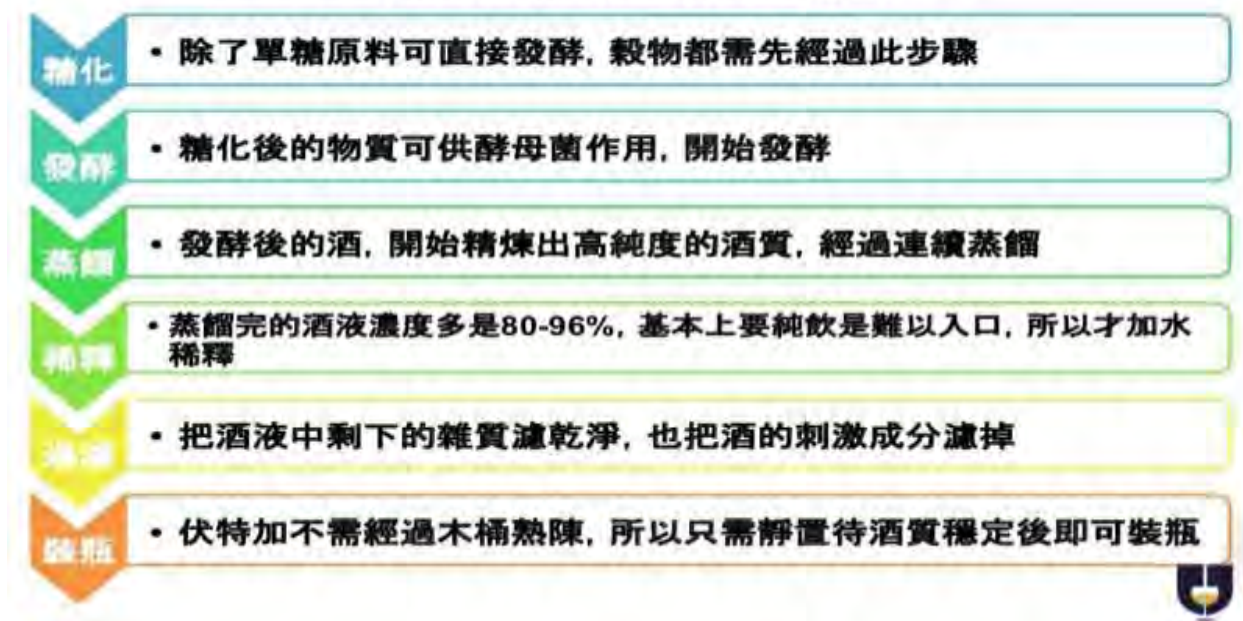 糖化
• 除了單糖原料可直接發酵, 穀物都需先經過此步驟
發酵
• 糖化後的物質可供酵母菌作用, 開始發酵
蒸餾
• 發酵後的酒, 開始精煉出高純度的酒質, 經過連續蒸餾
稀釋
• 蒸餾完的酒液濃度多是80-96%, 基本上要純飲是難以入口, 所以才加水
稀釋
• 把酒液中剩下的雜質濾乾淨, 也把酒的刺激成分濾掉
裝瓶
• 伏特加不需經過木桶熟陳, 所以只需靜置待酒質穩定後即可裝瓶